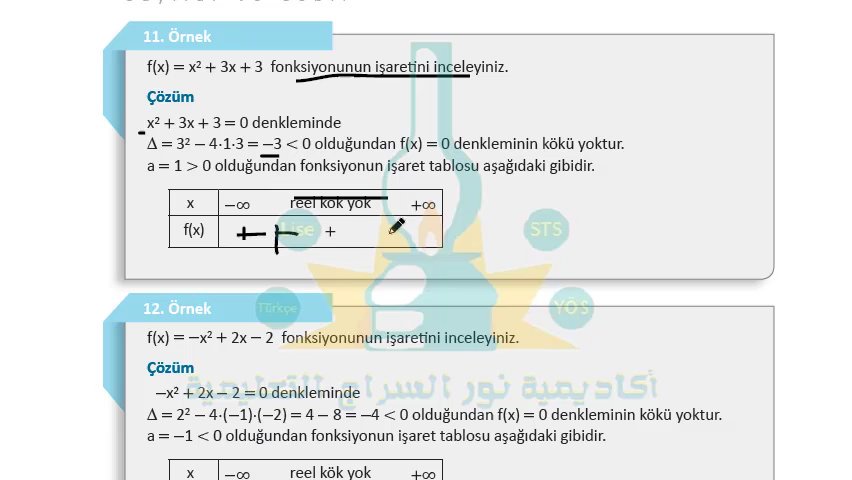 11. Örnek
f(x) = x² + 3x + 3 fonksiyonunun işaretini inceleyiniz.
Çözüm
x² + 3x + 3 = 0 denkleminde
Δ = 3² − 4·1·3 = −3 < 0 olduğundan f(x) = 0 denkleminin kökü yoktur.
a = 1 > 0 olduğundan fonksiyonun işaret tablosu aşağıdaki gibidir.
x −∞ reel kök yok +∞
f(x) +
Lise
STS
12. Örnek
Türkçe
YÖS
f(x) = −x² + 2x − 2 fonksiyonunun işaretini inceleyiniz.
Çözüm
أكاديمية نور السراج التعليمية
−x² + 2x − 2 = 0 denkleminde
Δ = 2² − 4·(−1)·(−2) = 4 − 8 = −4 < 0 olduğundan f(x) = 0 denkleminin kökü yoktur.
a = −1 < 0 olduğundan fonksiyonun işaret tablosu aşağıdaki gibidir.
x −∞ reel kök yok +∞